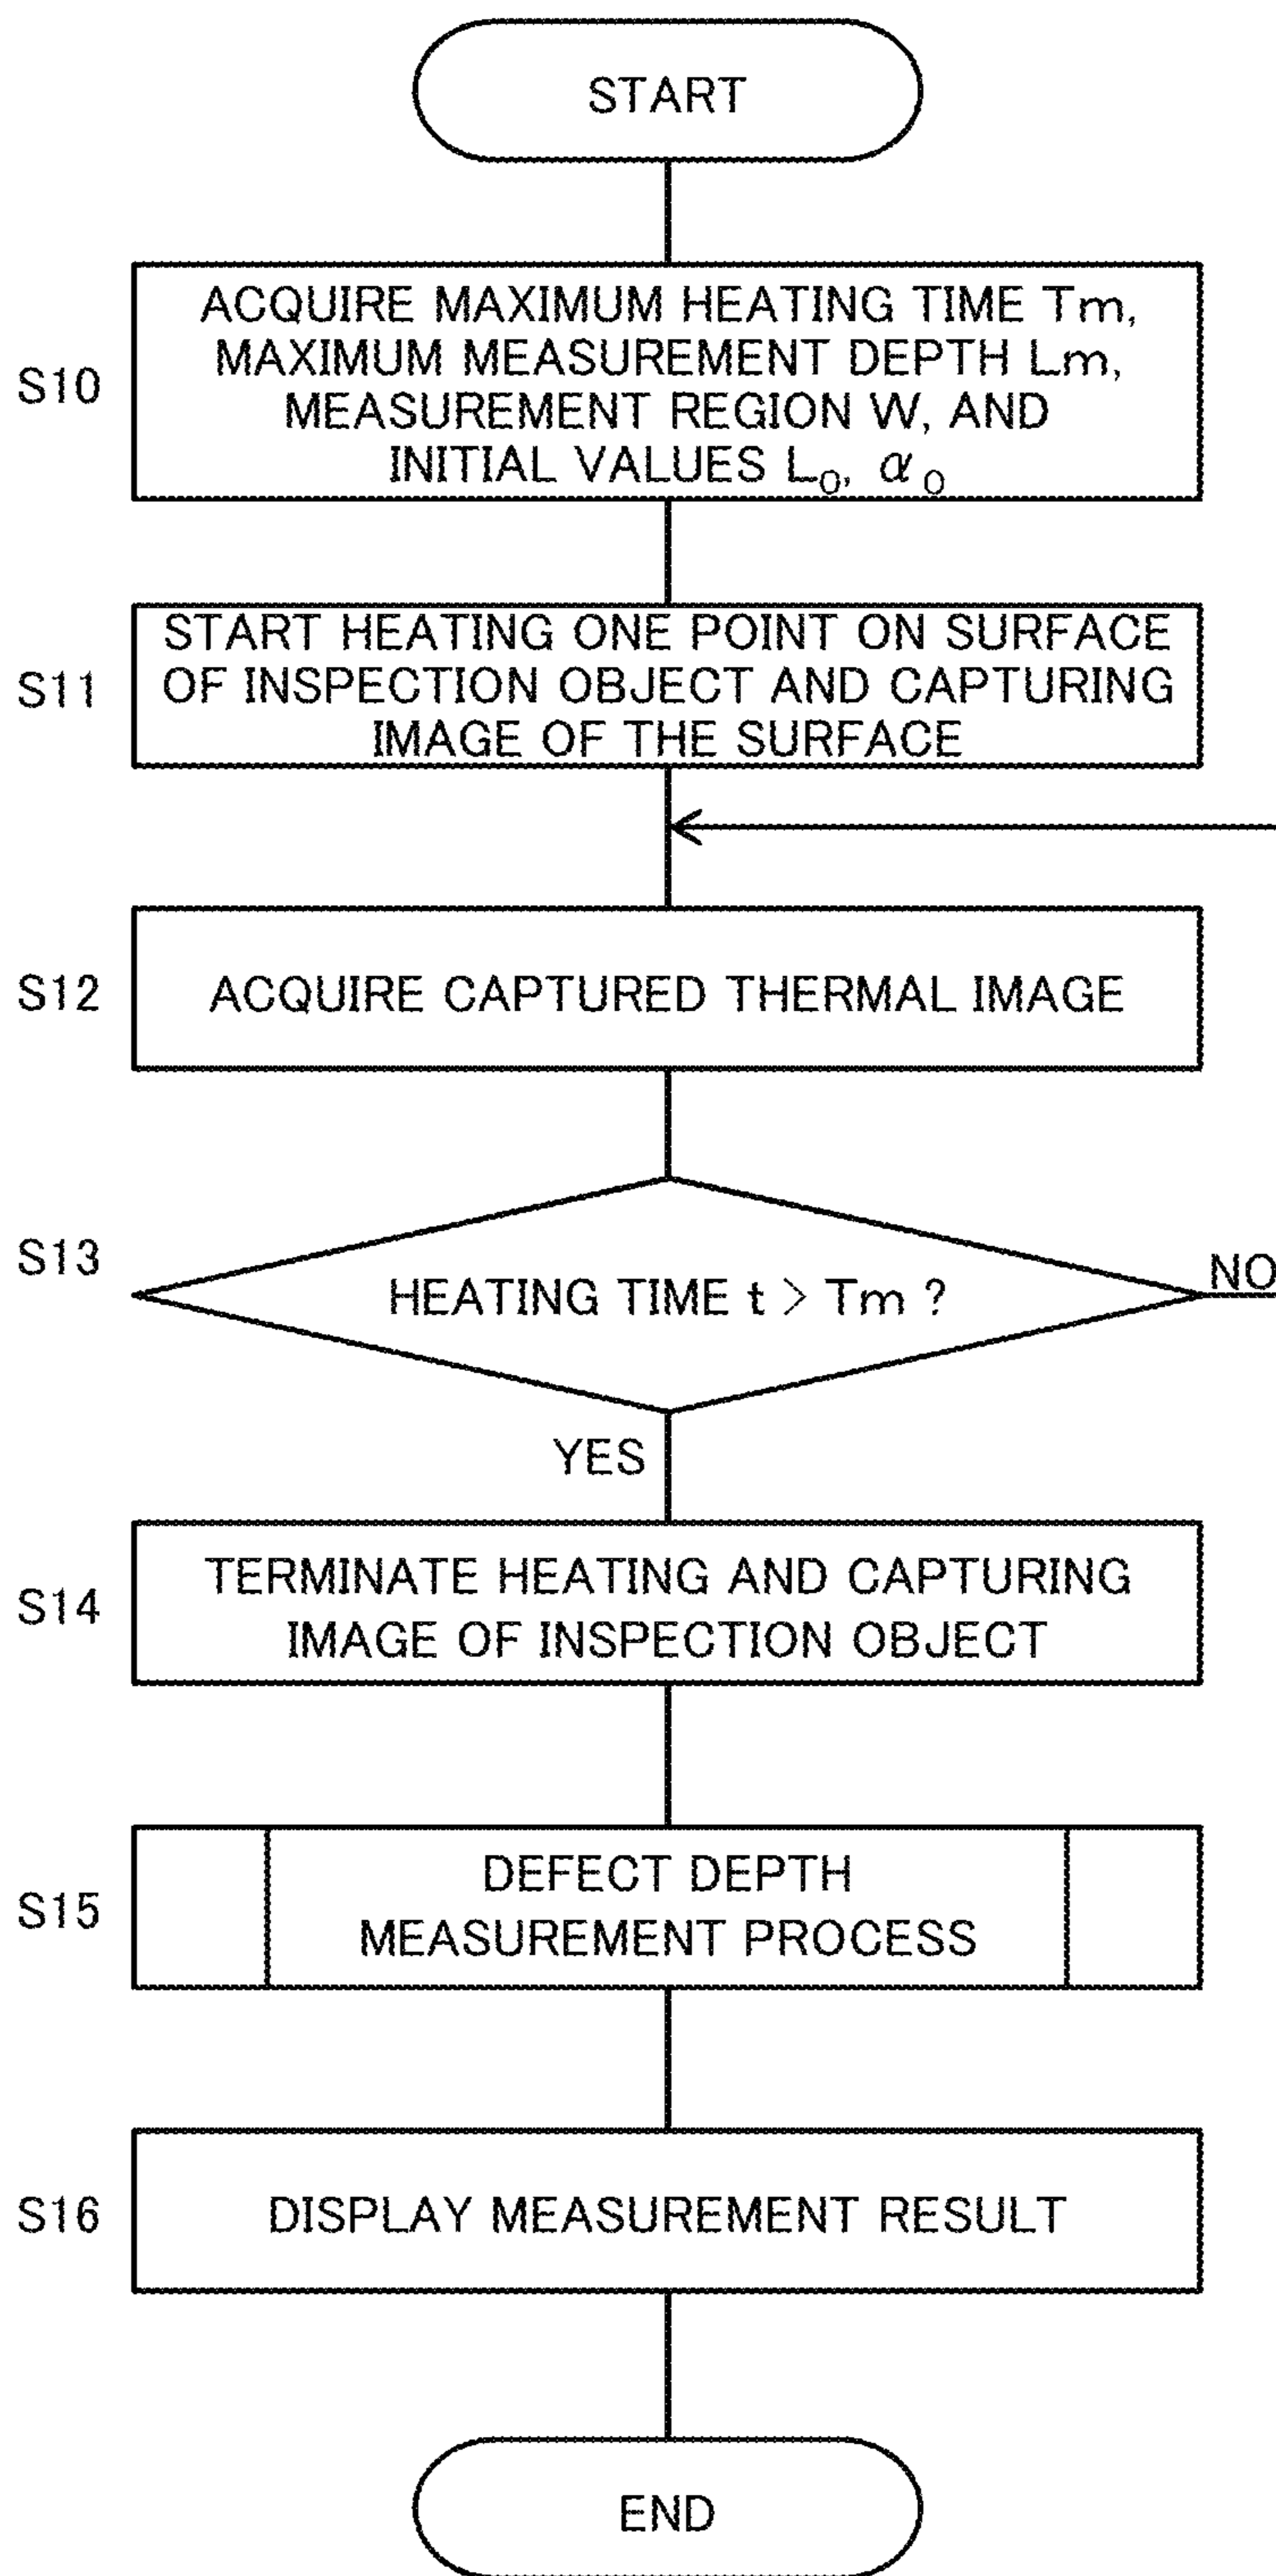 START
S10
ACQUIRE MAXIMUM HEATING TIME Tm,
MAXIMUM MEASUREMENT DEPTH Lm,
MEASUREMENT REGION W, AND
INITIAL VALUES L₀, α₀
S11
START HEATING ONE POINT ON SURFACE
OF INSPECTION OBJECT AND CAPTURING
IMAGE OF THE SURFACE
S12
ACQUIRE CAPTURED THERMAL IMAGE
S13
HEATING TIME t > Tm ?
NO
YES
S14
TERMINATE HEATING AND CAPTURING
IMAGE OF INSPECTION OBJECT
S15
DEFECT DEPTH
MEASUREMENT PROCESS
S16
DISPLAY MEASUREMENT RESULT
END